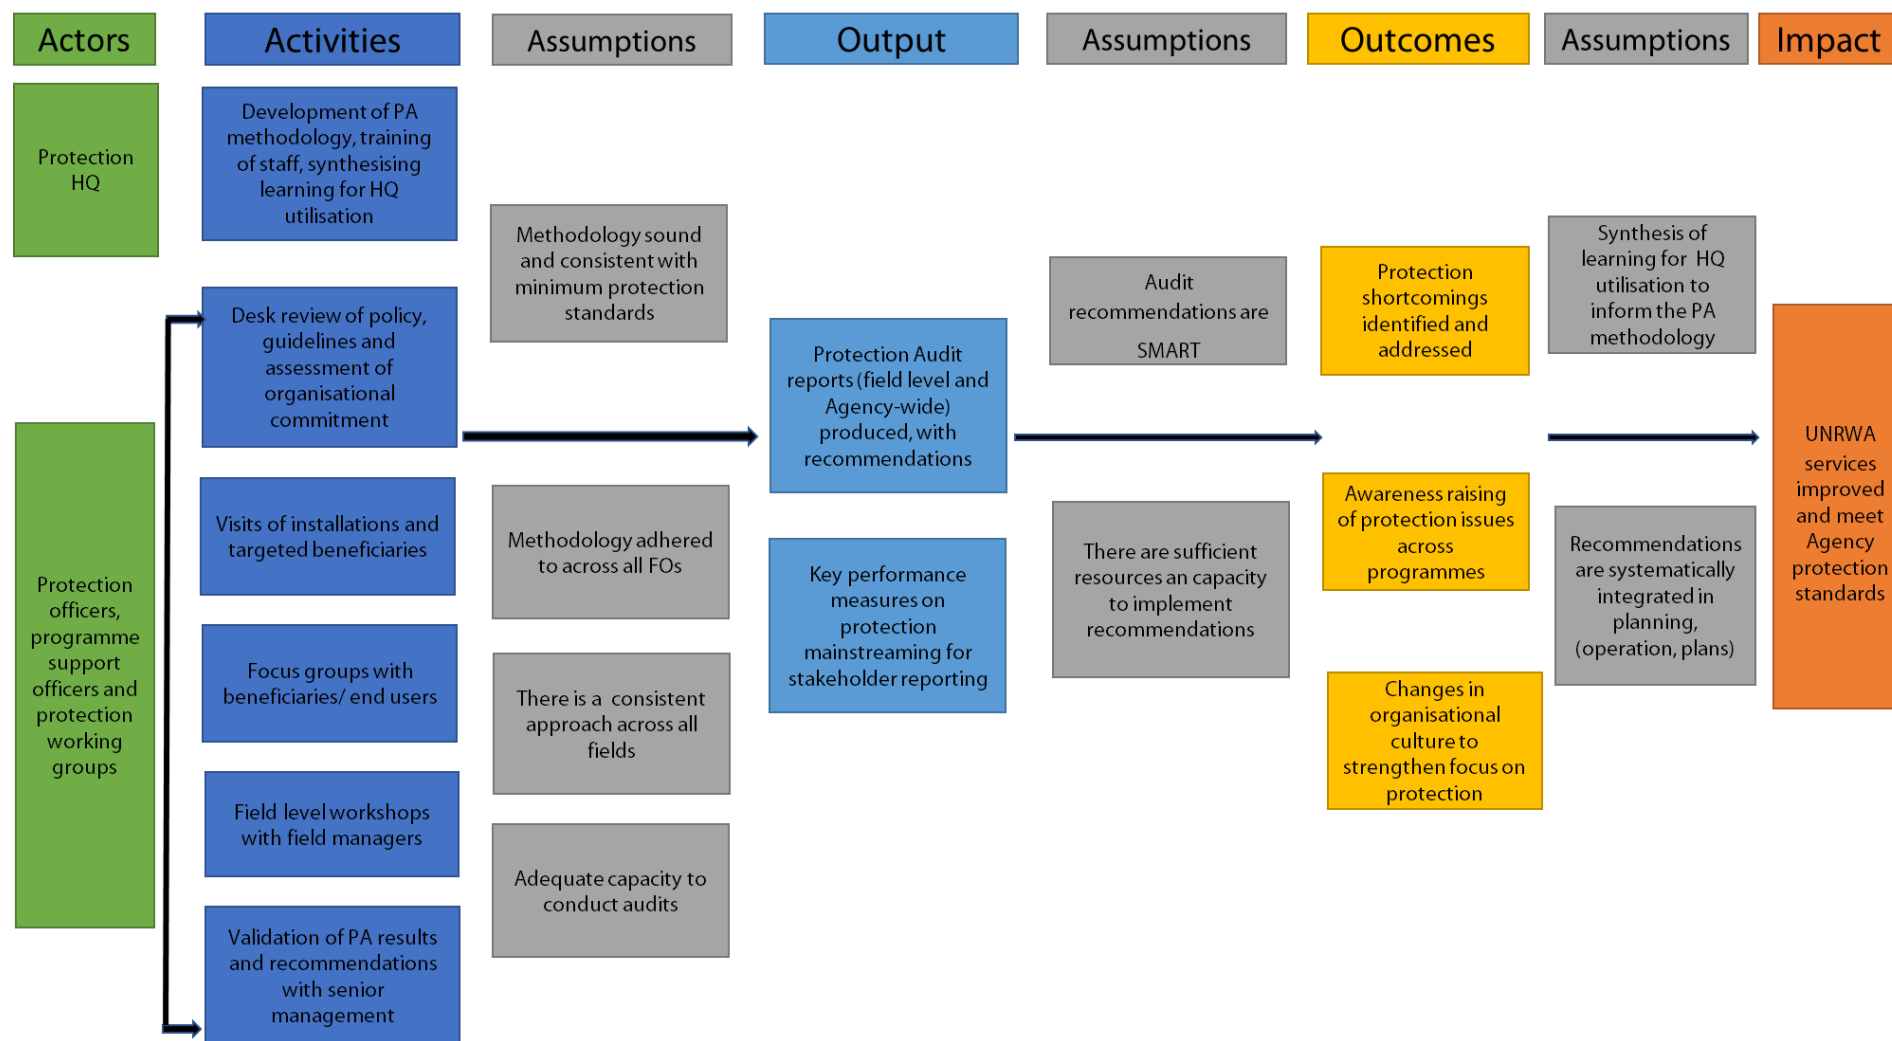 Actors
Activities
Assumptions
Output
Assumptions
Outcomes
Assumptions
Impact
Protection
HQ
Protection
officers,
programme
support
officers and
protection
working
groups
Development of PA
methodology, training
of staff, synthesising
learning for HQ
utilisation
Desk review of policy,
guidelines and
assessment of
organisational
commitment
Visits of installations and
targeted beneficiaries
Focus groups with
beneficiaries/ end users
Field level workshops
with field managers
Validation of PA results
and recommendations
with senior
management
Methodology sound
and consistent with
minimum protection
standards
Methodology adhered
to across all FOs
There is a consistent
approach across all
fields
Adequate capacity to
conduct audits
Protection Audit
reports (field level and
Agency-wide)
produced, with
recommendations
Key performance
measures on
protection
mainstreaming for
stakeholder reporting
Audit
recommendations are
SMART
There are sufficient
resources an capacity
to implement
recommendations
Protection
shortcomings
identified and
addressed
Awareness raising
of protection issues
across
programmes
Changes in
organisational
culture to
strengthen focus on
protection
Synthesis of
learning for HQ
utilisation to
inform the PA
methodology
Recommendations
are systematically
integrated in
planning,
(operation, plans)
UNRWA
services
improved
and meet
Agency
protection
standards